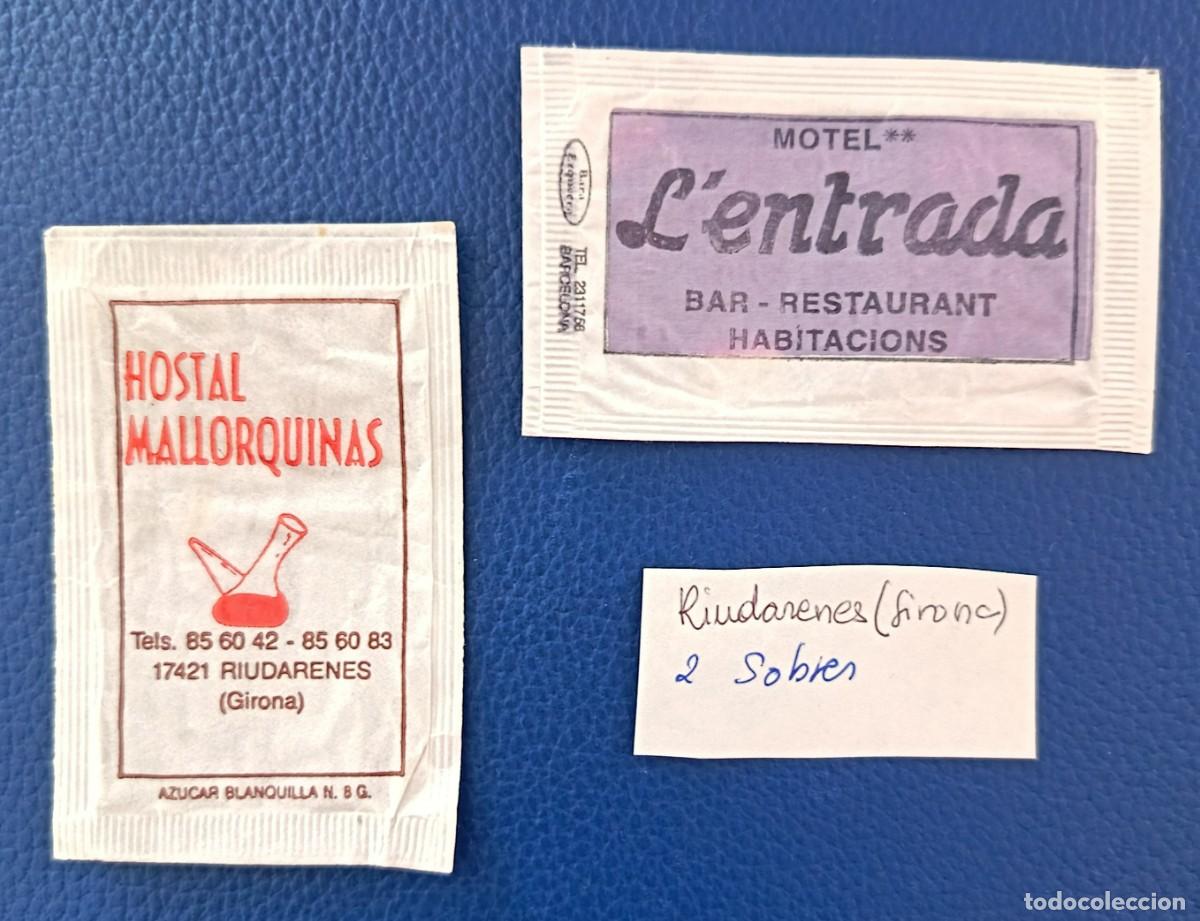 HOSTAL
MALLORQUINAS
Tels. 85 60 42 - 85 60 83
17421 RIUDARENES
(Girona)
AZUCAR BLANQUILLA N. 8 G.
MOTEL**
L'entrada
BAR - RESTAURANT
HABITACIONS
TEL. 2311756
BARCELONA
Riudarenes (Girona)
2 Sobres
todocoleccion